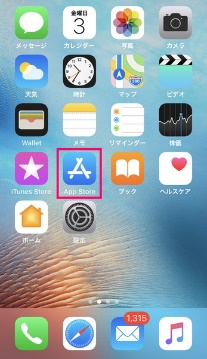 金曜日
3
メッセージ カレンダー 写真 カメラ
天気 時計 マップ ビデオ
Wallet メモ リマインダー 株価
iTunes Store App Store ブック ヘルスケア
ホーム 設定
1,315